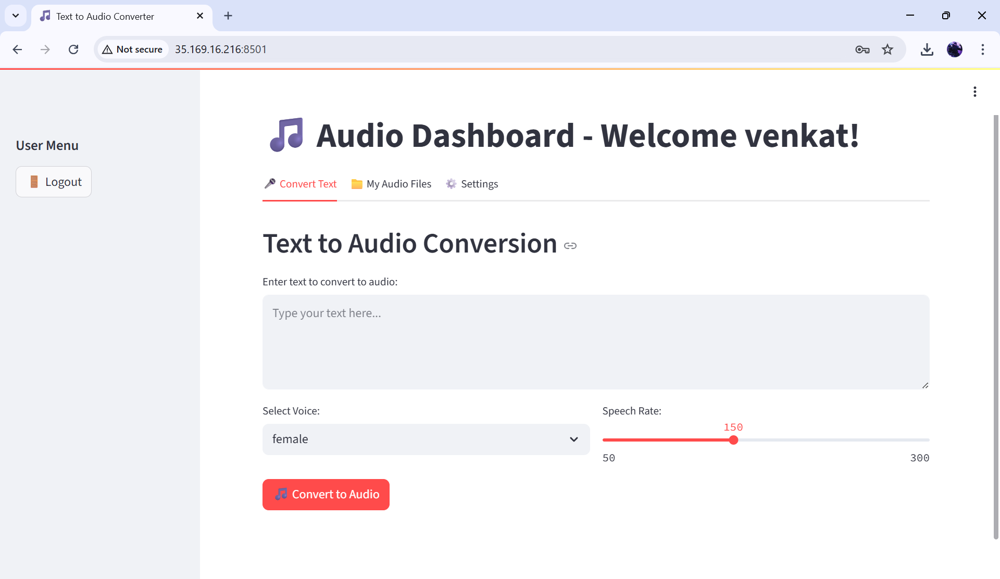 Text to Audio Converter
Not secure
35.169.16.216:8501
User Menu
Logout
Audio Dashboard - Welcome venkat!
Convert Text
My Audio Files
Settings
Text to Audio Conversion
Enter text to convert to audio:
Type your text here...
Select Voice:
female
Speech Rate:
150
50
300
Convert to Audio